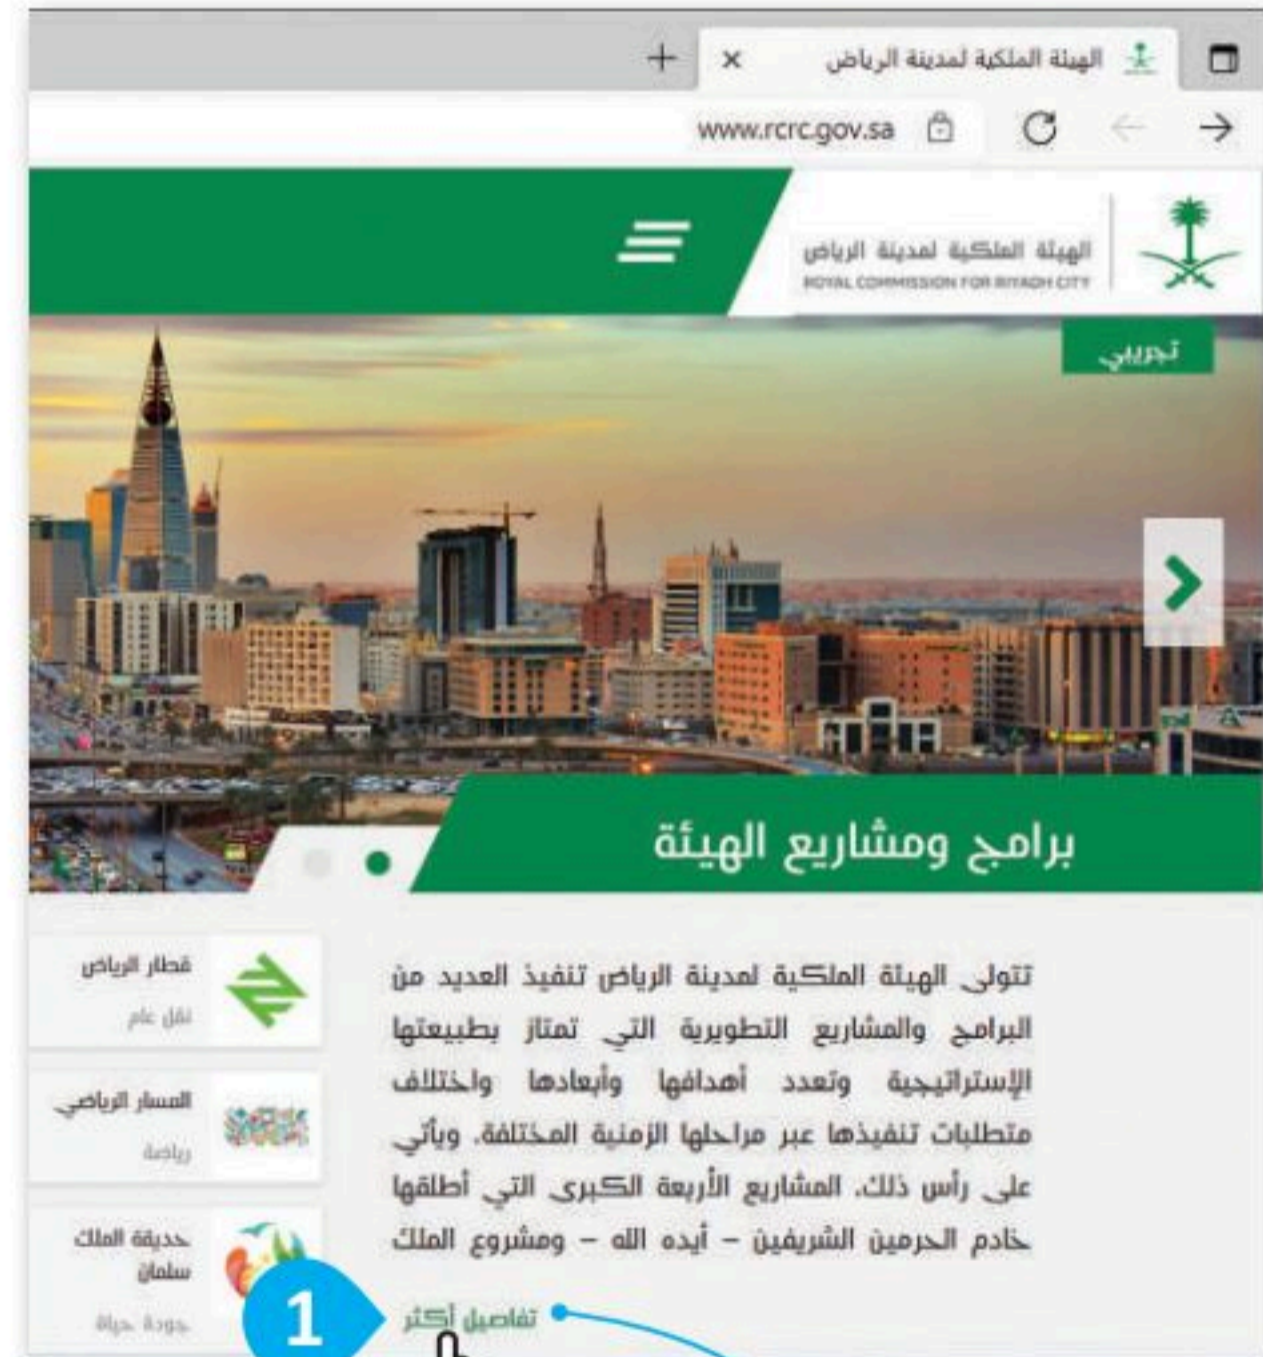 الهيئة الملكية لمدينة الرياض
www.rcrc.gov.sa
الهيئة الملكية لمدينة الرياض
ROYAL COMMISSION FOR RIYADH CITY
تجريبي
برامج ومشاريع الهيئة
تتولى الهيئة الملكية لمدينة الرياض تنفيذ العديد من
البرامج والمشاريع التطويرية التي تمتاز بطبيعتها
الإستراتيجية وتعدد أهدافها وأبعادها واختلاف
متطلبات تنفيذها عبر مراحلها الزمنية المختلفة. ويأتي
على رأس ذلك، المشاريع الأربعة الكبرى التي أطلقها
خادم الحرمين الشريفين – أيده الله – ومشروع الملك
تفاصيل أكثر
1
قطار الرياض
نقل عام
المسار الرياضي
رياضة
حديقة الملك
سلمان
جودة حياة